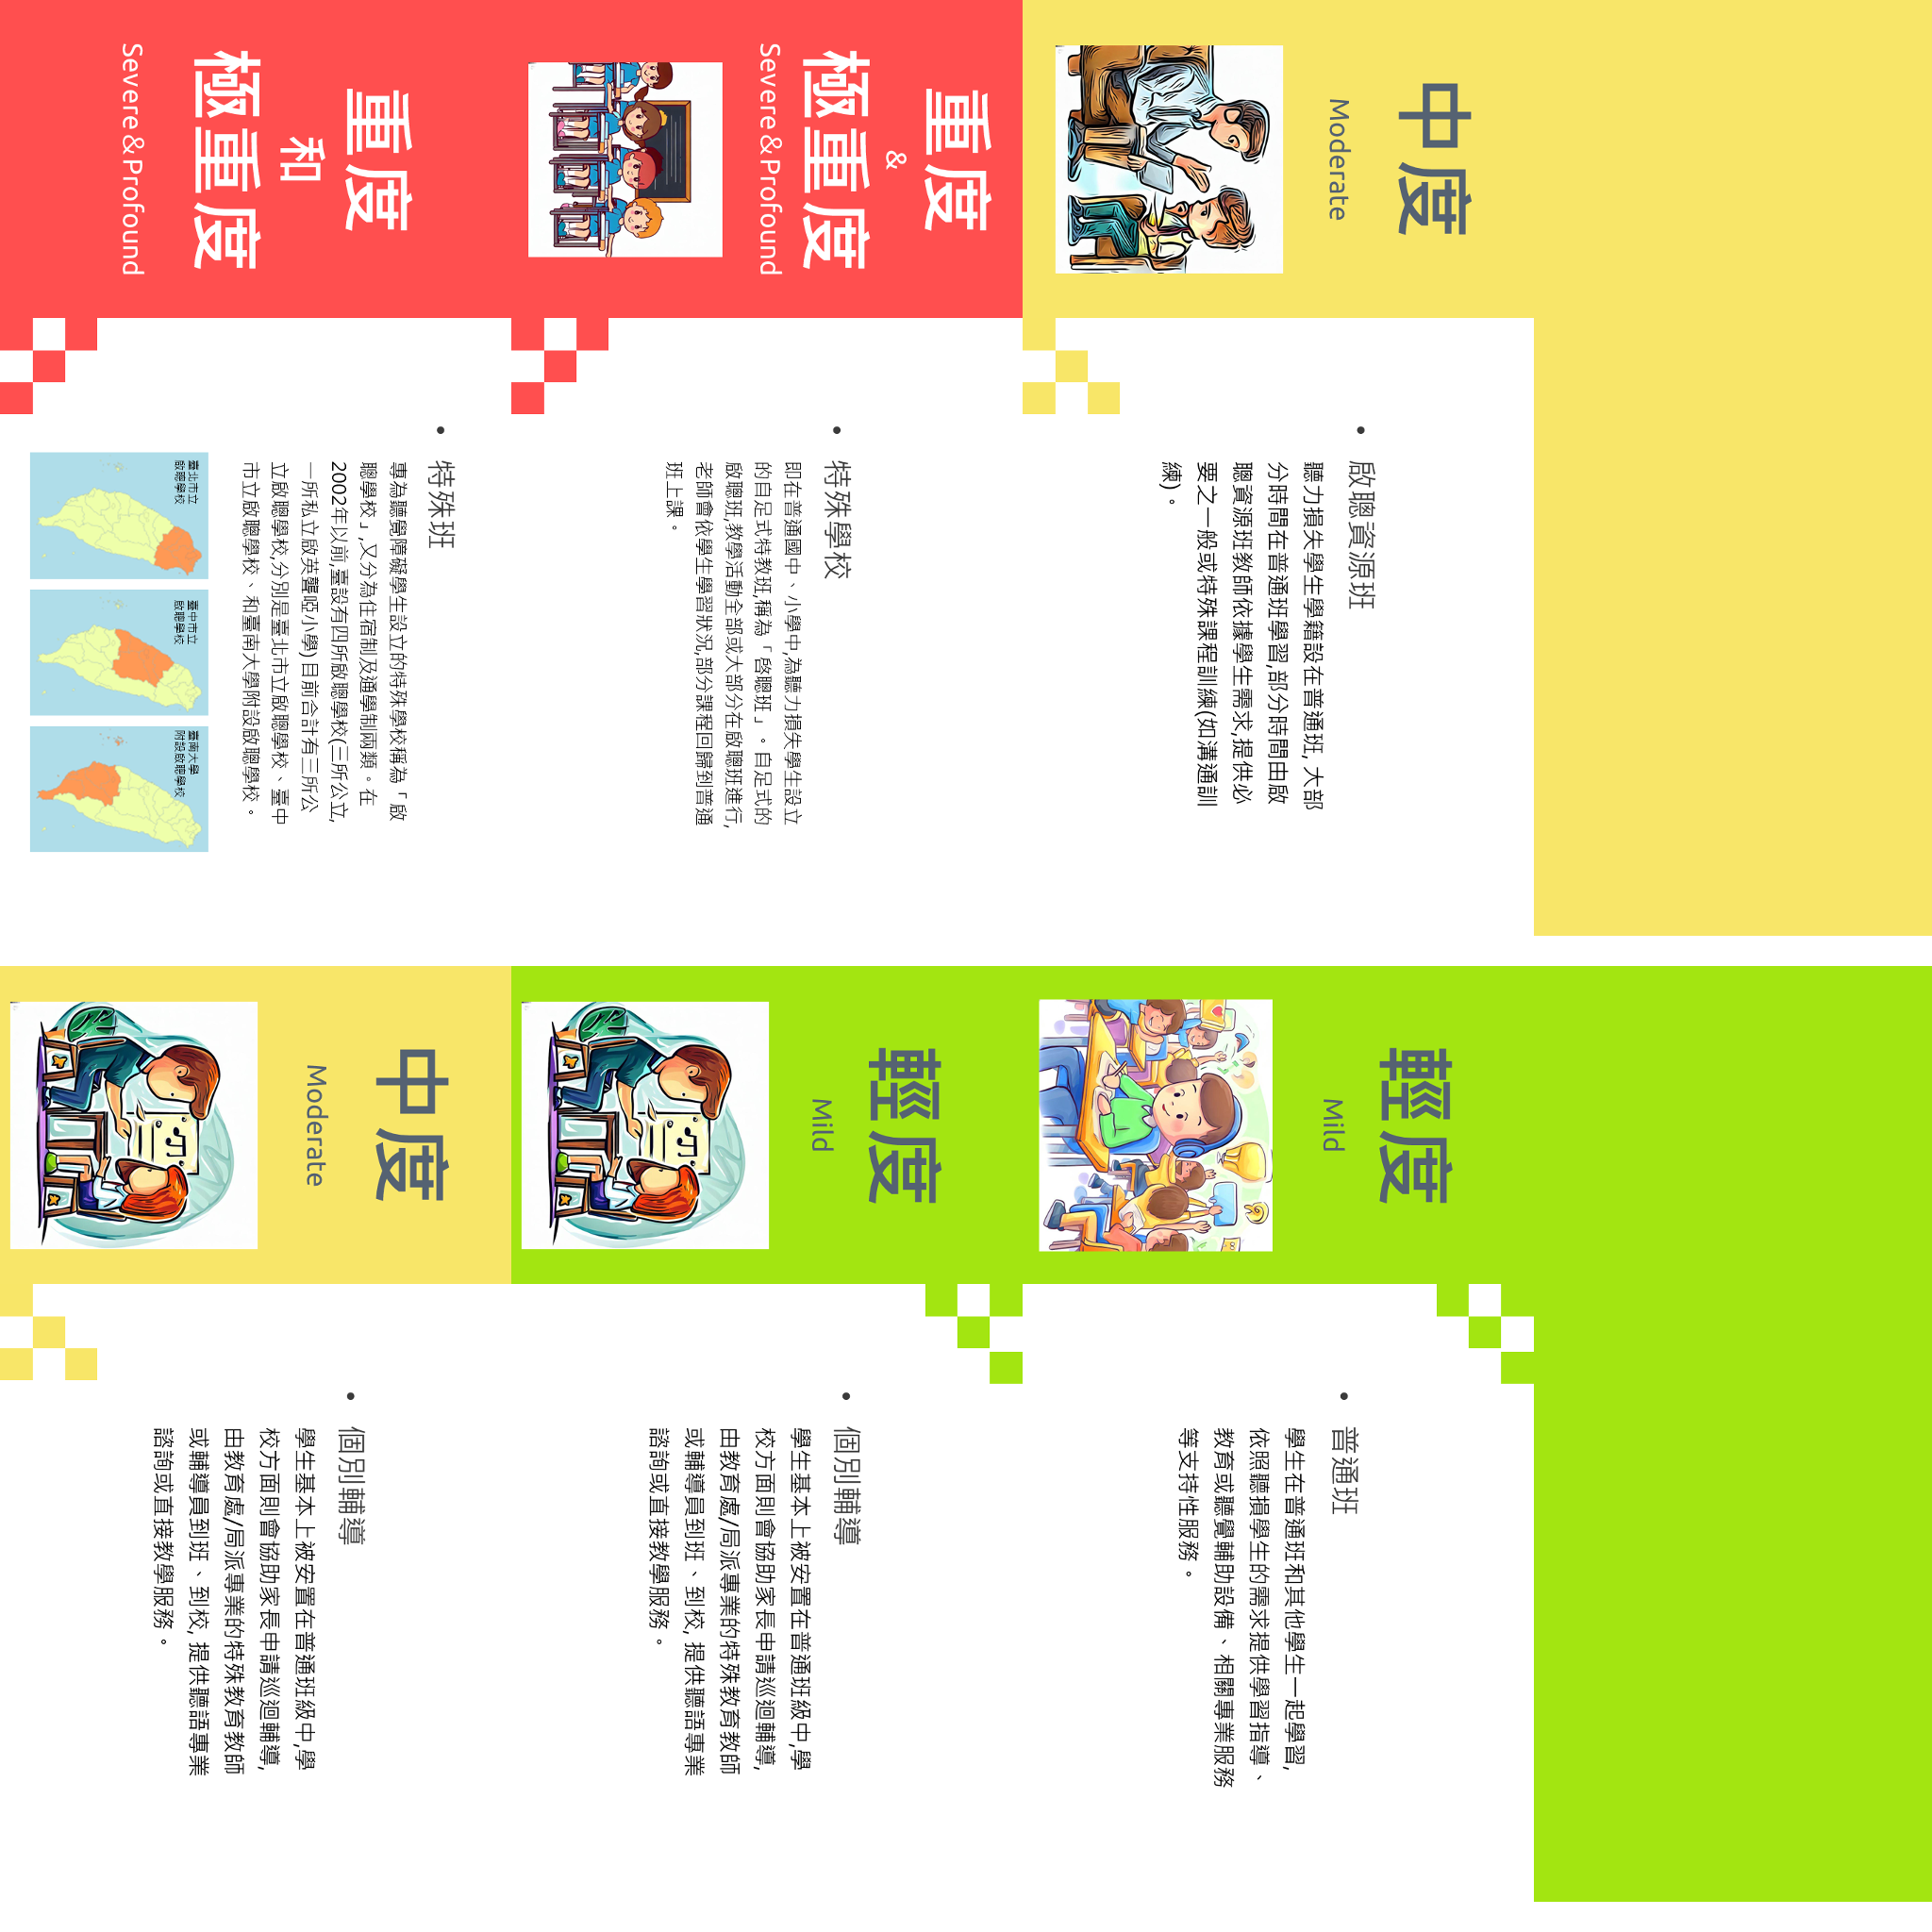 中度
Moderate
• 啟聰資源班
聽力損失學生學籍設在普通班, 大部
分時間在普通班學習,部分時間由啟
聰資源班教師依據學生需求,提供必
要之一般或特殊課程訓練(如溝通訓
練)。
重度
&
極重度
Severe&Profound
• 特殊學校
即在普通國中、小學中,為聽力損失學生設立
的自足式特教班,稱為「啓聰班」。自足式的
啟聰班,教學活動全部或大部分在啟聰班進行,
老師會依學生學習狀況,部分課程回歸到普通
班上課。
重度
和
極重度
Severe&Profound
• 特殊班
專為聽覺障礙學生設立的特殊學校稱為「啟
聰學校」,又分為住宿制及通學制兩類。在
2002年以前,臺設有四所啟聰學校(三所公立,
一所私立啟英聾啞小學) 目前合計有三所公
立啟聰學校,分別是臺北市立啟聰學校、臺中
市立啟聰學校、和臺南大學附設啟聰學校。
臺北市立
啟聰學校
臺中市立
啟聰學校
臺南大學
附設啟聰學校
輕度
Mild
• 普通班
學生在普通班和其他學生一起學習,
依照聽損學生的需求提供學習指導、
教育或聽覺輔助設備、相關專業服務
等支持性服務。
輕度
Mild
• 個別輔導
學生基本上被安置在普通班級中,學
校方面則會協助家長申請巡迴輔導,
由教育處/局派專業的特殊教育教師
或輔導員到班、到校, 提供聽語專業
諮詢或直接教學服務。
中度
Moderate
• 個別輔導
學生基本上被安置在普通班級中,學
校方面則會協助家長申請巡迴輔導,
由教育處/局派專業的特殊教育教師
或輔導員到班、到校, 提供聽語專業
諮詢或直接教學服務。